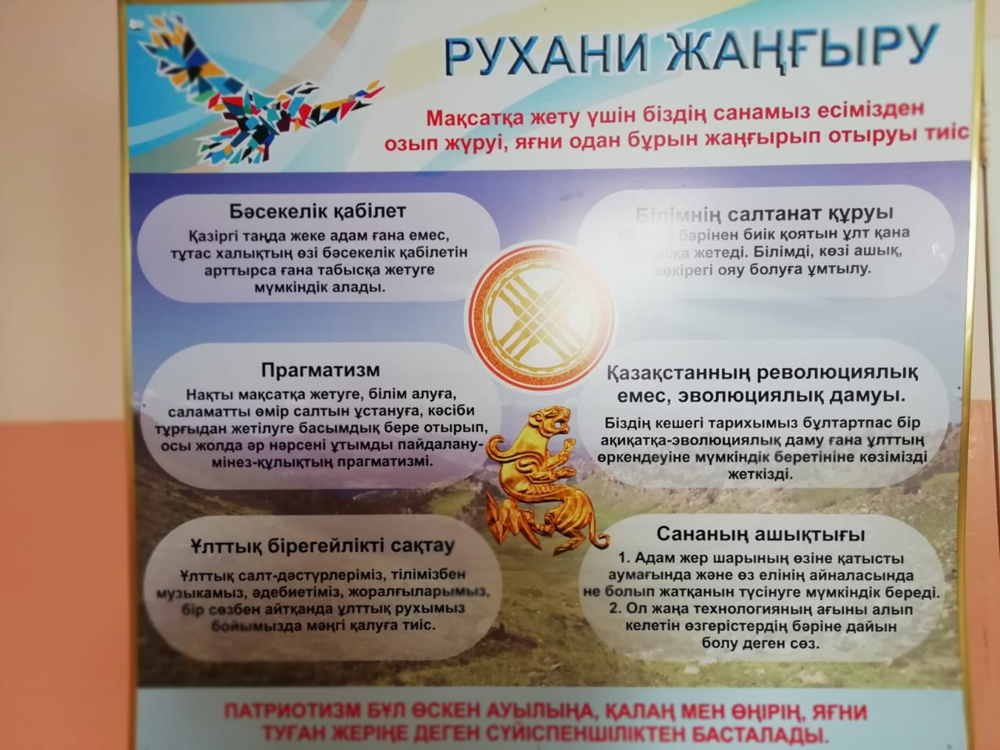 РУХАНИ ЖАҢҒЫРУ
Мақсатқа жету үшін біздің санамыз есімізден
озып жүруі, яғни одан бұрын жаңғырып отыруы тиіс
Бәсекелік қабілет
Қазіргі таңда жеке адам ғана емес,
тұтас халықтың өзі бәсекелік қабілетін
арттырса ғана табысқа жетуге
мүмкіндік алады.
Білімнің салтанат құруы
бәрінен биік қоятын ұлт қана
жетеді. Білімді, көзі ашық,
көкірегі ояу болуға ұмтылу.
Прагматизм
Нақты мақсатқа жетуге, білім алуға,
саламатты өмір салтын ұстануға, кәсіби
тұрғыдан жетілуге басымдық бере отырып,
осы жолда әр нәрсені ұтымды пайдалану-
мінез-құлықтың прагматизмі.
Қазақстанның революциялық
емес, эволюциялық дамуы.
Біздің кешегі тарихымыз бұлтартпас бір
ақиқатқа-эволюциялық даму ғана ұлттың
өркендеуіне мүмкіндік беретініне көзімізді
жеткізді.
Ұлттық бірегейлікті сақтау
Ұлттық салт-дәстүрлеріміз, тілімізбен
музыкамыз, әдебиетіміз, жоралғыларымыз,
бір сөзбен айтқанда ұлттық рухымыз
бойымызда мәңгі қалуға тиіс.
Сананың ашықтығы
1. Адам жер шарының өзіне қатысты
аумағында және өз елінің айналасында
не болып жатқанын түсінуге мүмкіндік береді.
2. Ол жаңа технологияның ағыны алып
келетін өзгерістердің бәріне дайын
болу деген сөз.
ПАТРИОТИЗМ БҰЛ ӨСКЕН АУЫЛЫҢА, ҚАЛАҢ МЕН ӨҢІРІҢ, ЯҒНИ
ТУҒАН ЖЕРІҢЕ ДЕГЕН СҮЙІСПЕНШІЛІКТЕН БАСТАЛАДЫ.